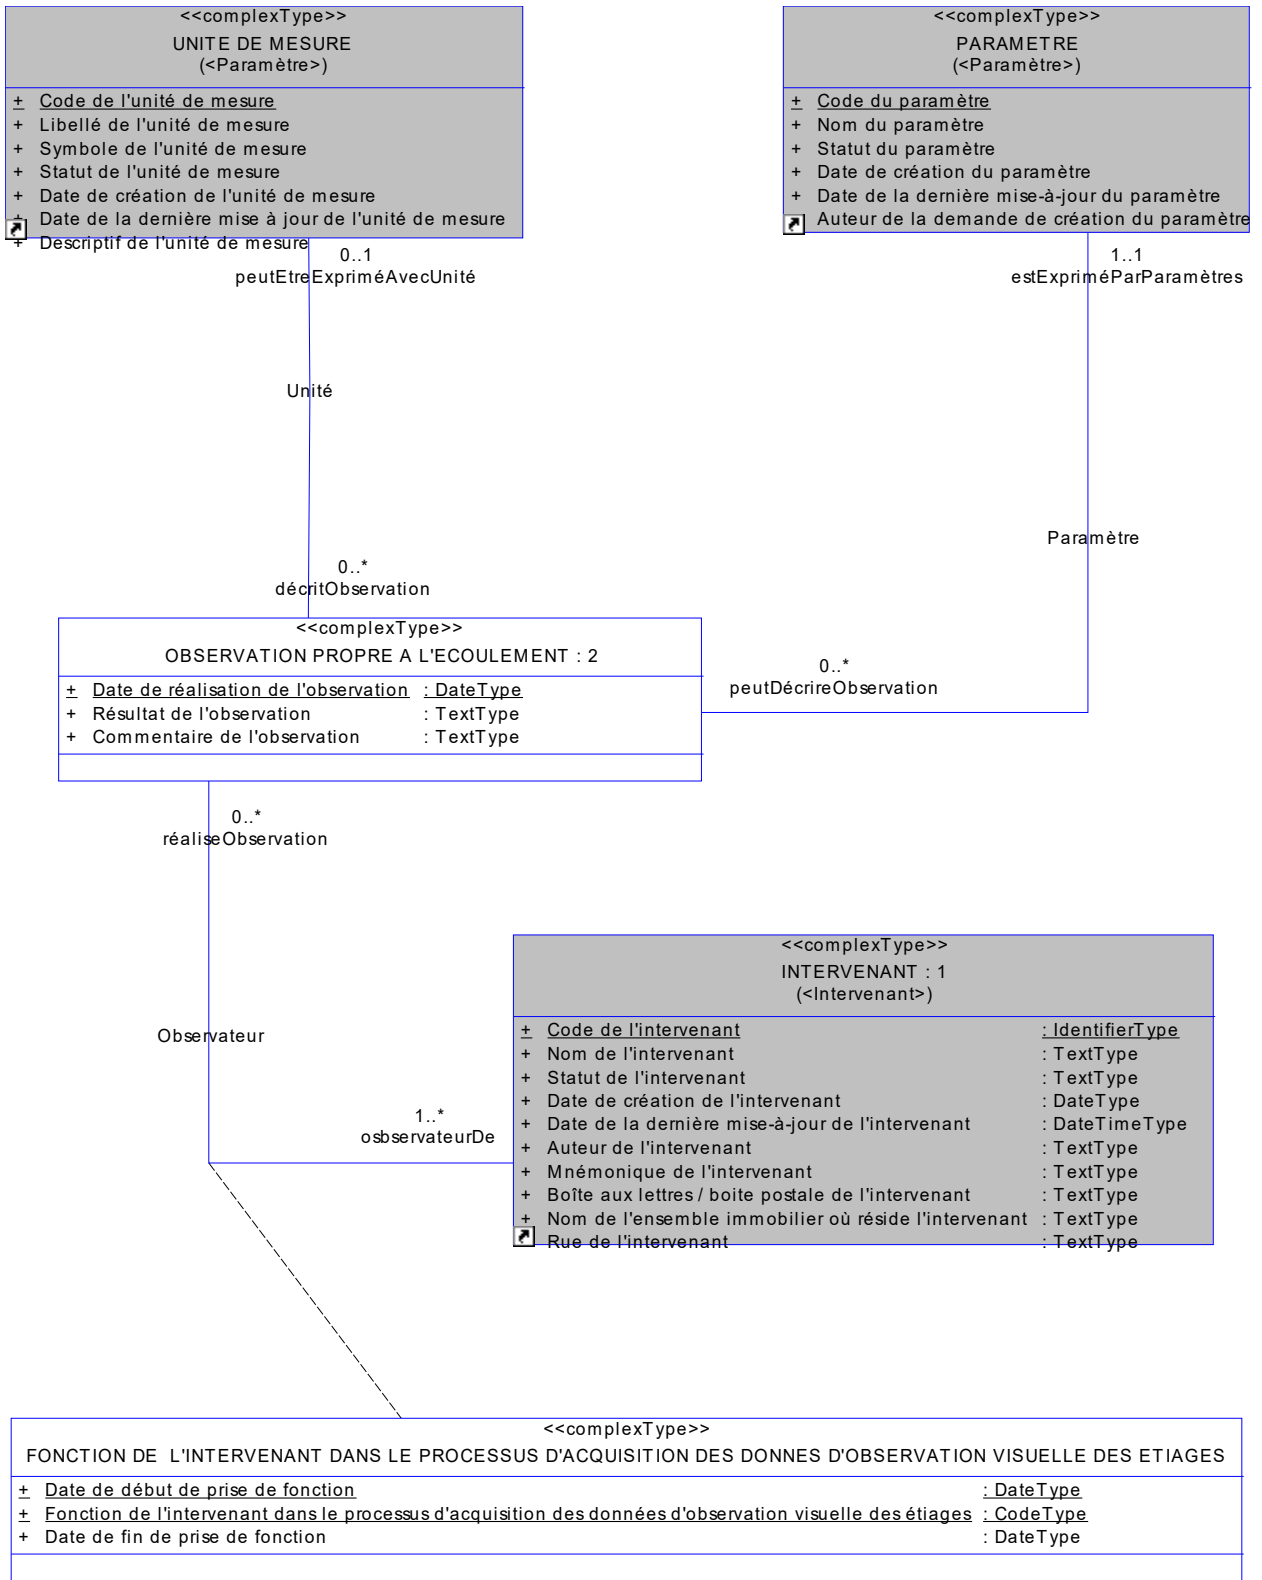 <<complexType>>
UNITE DE MESURE
(<Paramètre>)
+ Code de l'unité de mesure
+ Libellé de l'unité de mesure
+ Symbole de l'unité de mesure
+ Statut de l'unité de mesure
+ Date de création de l'unité de mesure
+ Date de la dernière mise à jour de l'unité de mesure
+ Descriptif de l'unité de mesure
<<complexType>>
PARAMETRE
(<Paramètre>)
+ Code du paramètre
+ Nom du paramètre
+ Statut du paramètre
+ Date de création du paramètre
+ Date de la dernière mise-à-jour du paramètre
Auteur de la demande de création du paramètre
0..1
peutEtreExpriméAvecUnité
1..1
estExpriméParParamètres
Unité
Paramètre
0..*
décritObservation
<<complexType>>
OBSERVATION PROPRE A L'ECOULEMENT : 2
+ Date de réalisation de l'observation : DateType
+ Résultat de l'observation : TextType
+ Commentaire de l'observation : TextType
0..*
peutDécrireObservation
0..*
réaliseObservation
Observateur
1..*
osbservateurDe
<<complexType>>
INTERVENANT : 1
(<Intervenant>)
+ Code de l'intervenant : IdentifierType
+ Nom de l'intervenant : TextType
+ Statut de l'intervenant : TextType
+ Date de création de l'intervenant : DateType
+ Date de la dernière mise-à-jour de l'intervenant : DateTimeType
+ Auteur de l'intervenant : TextType
+ Mnémonique de l'intervenant : TextType
+ Boîte aux lettres / boite postale de l'intervenant : TextType
+ Nom de l'ensemble immobilier où réside l'intervenant : TextType
Rue de l'intervenant : TextType
<<complexType>>
FONCTION DE L'INTERVENANT DANS LE PROCESSUS D'ACQUISITION DES DONNES D'OBSERVATION VISUELLE DES ETIAGES
+ Date de début de prise de fonction : DateType
+ Fonction de l'intervenant dans le processus d'acquisition des données d'observation visuelle des étiages : CodeType
+ Date de fin de prise de fonction : DateType